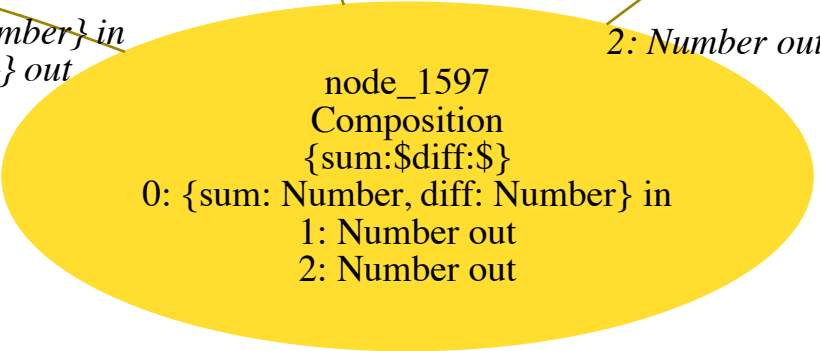 } in
} out
2: Number out
node_1597
Composition
{sum:$diff:$}
0: {sum: Number, diff: Number} in
1: Number out
2: Number out